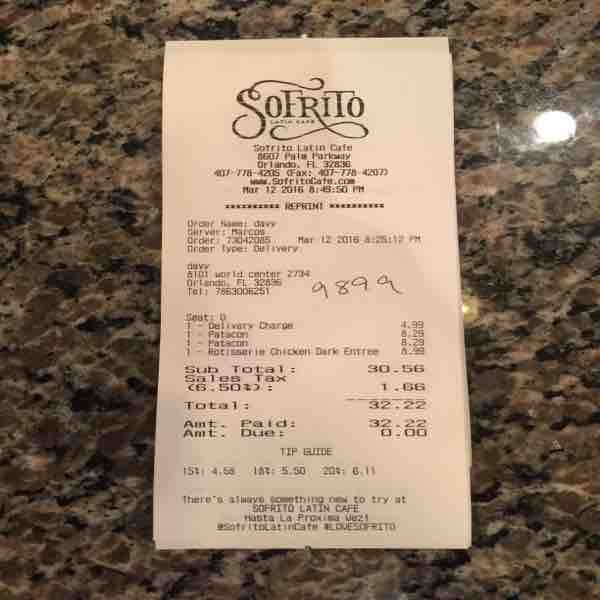 SOFRITO
LATIN CAFE
Sofrito Latin Cafe
8607 Palm Parkway
Orlando, FL 32836
407-778-4205 (Fax: 407-778-4207)
www.SofritoCafe.com
Mar 12 2016 8:49:50 PM
********** REPRINT **********
Order Name: davy
Server: Marcos
Order: 73042085 Mar 12 2016 8:25:12 PM
Order Type: Delivery
davy
8101 world center 2734
Orlando, FL 32836
Tel: 7863006251
9899
Seat: 0
1 - Delivery Charge 4.99
1 - Patacon 8.29
1 - Patacon 8.29
1 - Rotisserie Chicken Dark Entree 8.99
Sub Total: 30.56
Sales Tax
(6.50%): 1.66
Total: 32.22
Amt. Paid: 32.22
Amt. Due: 0.00
TIP GUIDE
15%: 4.58 18%: 5.50 20%: 6.11
There's always something new to try at
SOFRITO LATIN CAFE
Hasta La Proxima Vez!
@SofritoLatinCafe #LOVESOFRITO